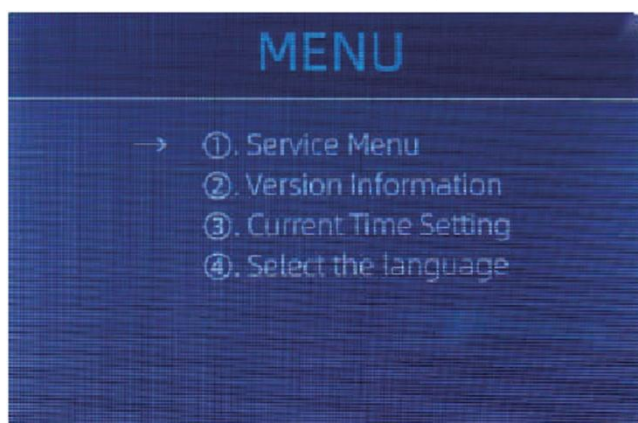 MENU
→ ①. Service Menu
②. Version Information
③. Current Time Setting
④. Select the language